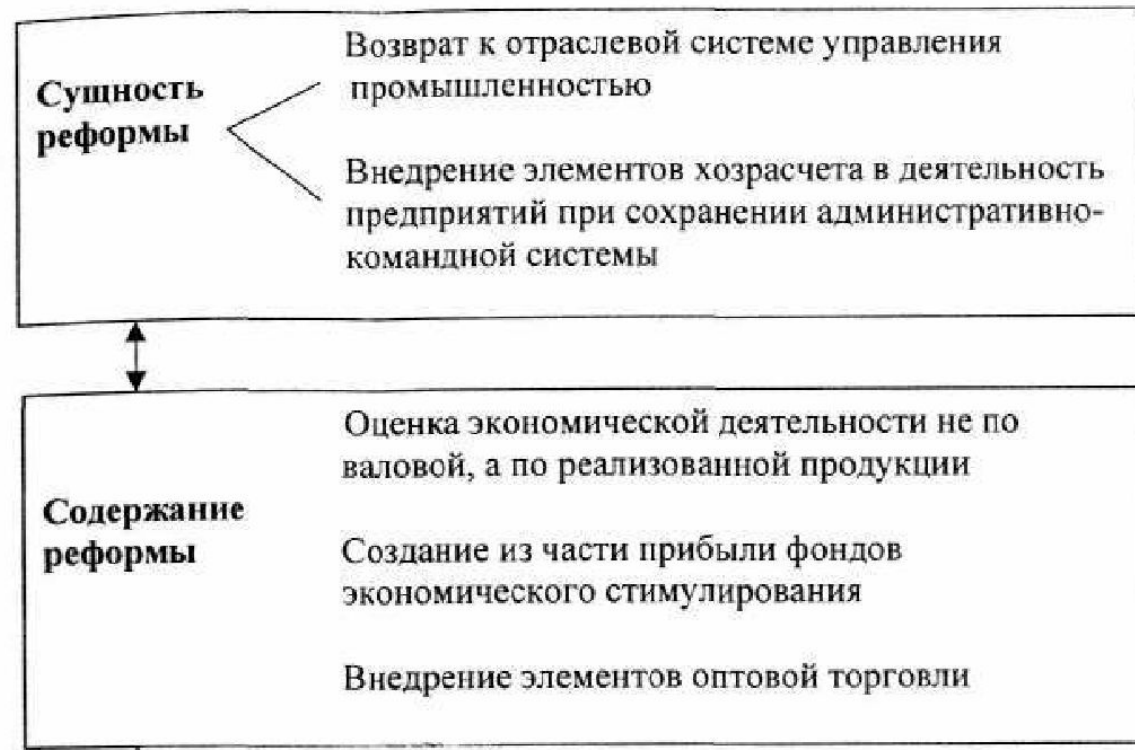 Сущность
реформы
Возврат к отраслевой системе управления
промышленностью
Внедрение элементов хозрасчета в деятельность
предприятий при сохранении административно-
командной системы
Содержание
реформы
Оценка экономической деятельности не по
валовой, а по реализованной продукции
Создание из части прибыли фондов
экономического стимулирования
Внедрение элементов оптовой торговли